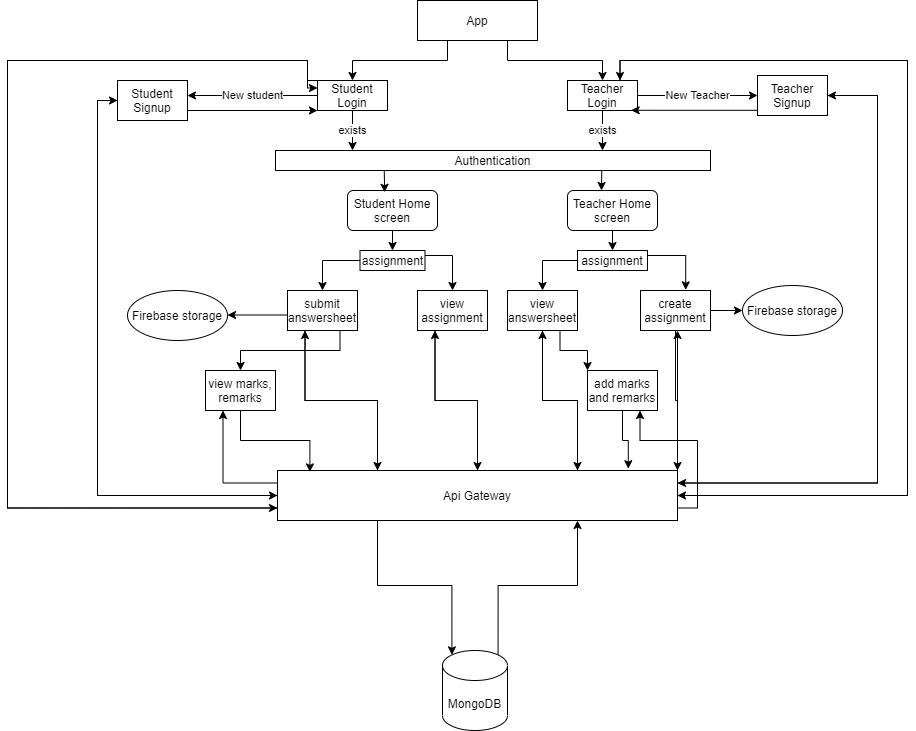 App
Student
Signup
New student
Student
Login
Teacher
Login
New Teacher
Teacher
Signup
exists
exists
Authentication
Student Home
screen
Teacher Home
screen
assignment
assignment
Firebase storage
submit
answersheet
view
assignment
view
answersheet
create
assignment
Firebase storage
view marks,
remarks
add marks
and remarks
Api Gateway
MongoDB